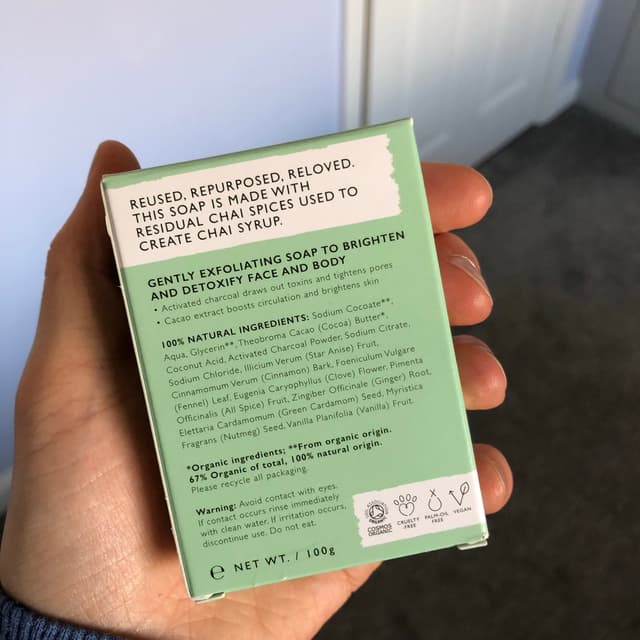 REUSED, REPURPOSED, RELOVED.
THIS SOAP IS MADE WITH
RESIDUAL CHAI SPICES USED TO
CREATE CHAI SYRUP.
GENTLY EXFOLIATING SOAP TO BRIGHTEN
AND DETOXIFY FACE AND BODY
• Activated charcoal draws out toxins and tightens pores
• Cacao extract boosts circulation and brightens skin
100% NATURAL INGREDIENTS: Sodium Cocoate**,
Aqua, Glycerin**, Theobroma Cacao (Cocoa) Butter*,
Coconut Acid, Activated Charcoal Powder, Sodium Citrate,
Sodium Chloride, Illicium Verum (Star Anise) Fruit,
Cinnamomum Verum (Cinnamon) Bark, Foeniculum Vulgare
(Fennel) Leaf, Eugenia Caryophyllus (Clove) Flower, Pimenta
Officinalis (All Spice) Fruit, Zingiber Officinale (Ginger) Root,
Elettaria Cardamomum (Green Cardamom) Seed, Myristica
Fragrans (Nutmeg) Seed, Vanilla Planifolia (Vanilla) Fruit.
*Organic ingredients; **From organic origin.
67% Organic of total, 100% natural origin.
Please recycle all packaging.
Warning: Avoid contact with eyes.
If contact occurs rinse immediately
with clean water. If irritation occurs,
discontinue use. Do not eat.
COSMOS
ORGANIC
CRUELTY
-FREE
PALM-OIL
FREE
VEGAN
e NET WT. / 100g